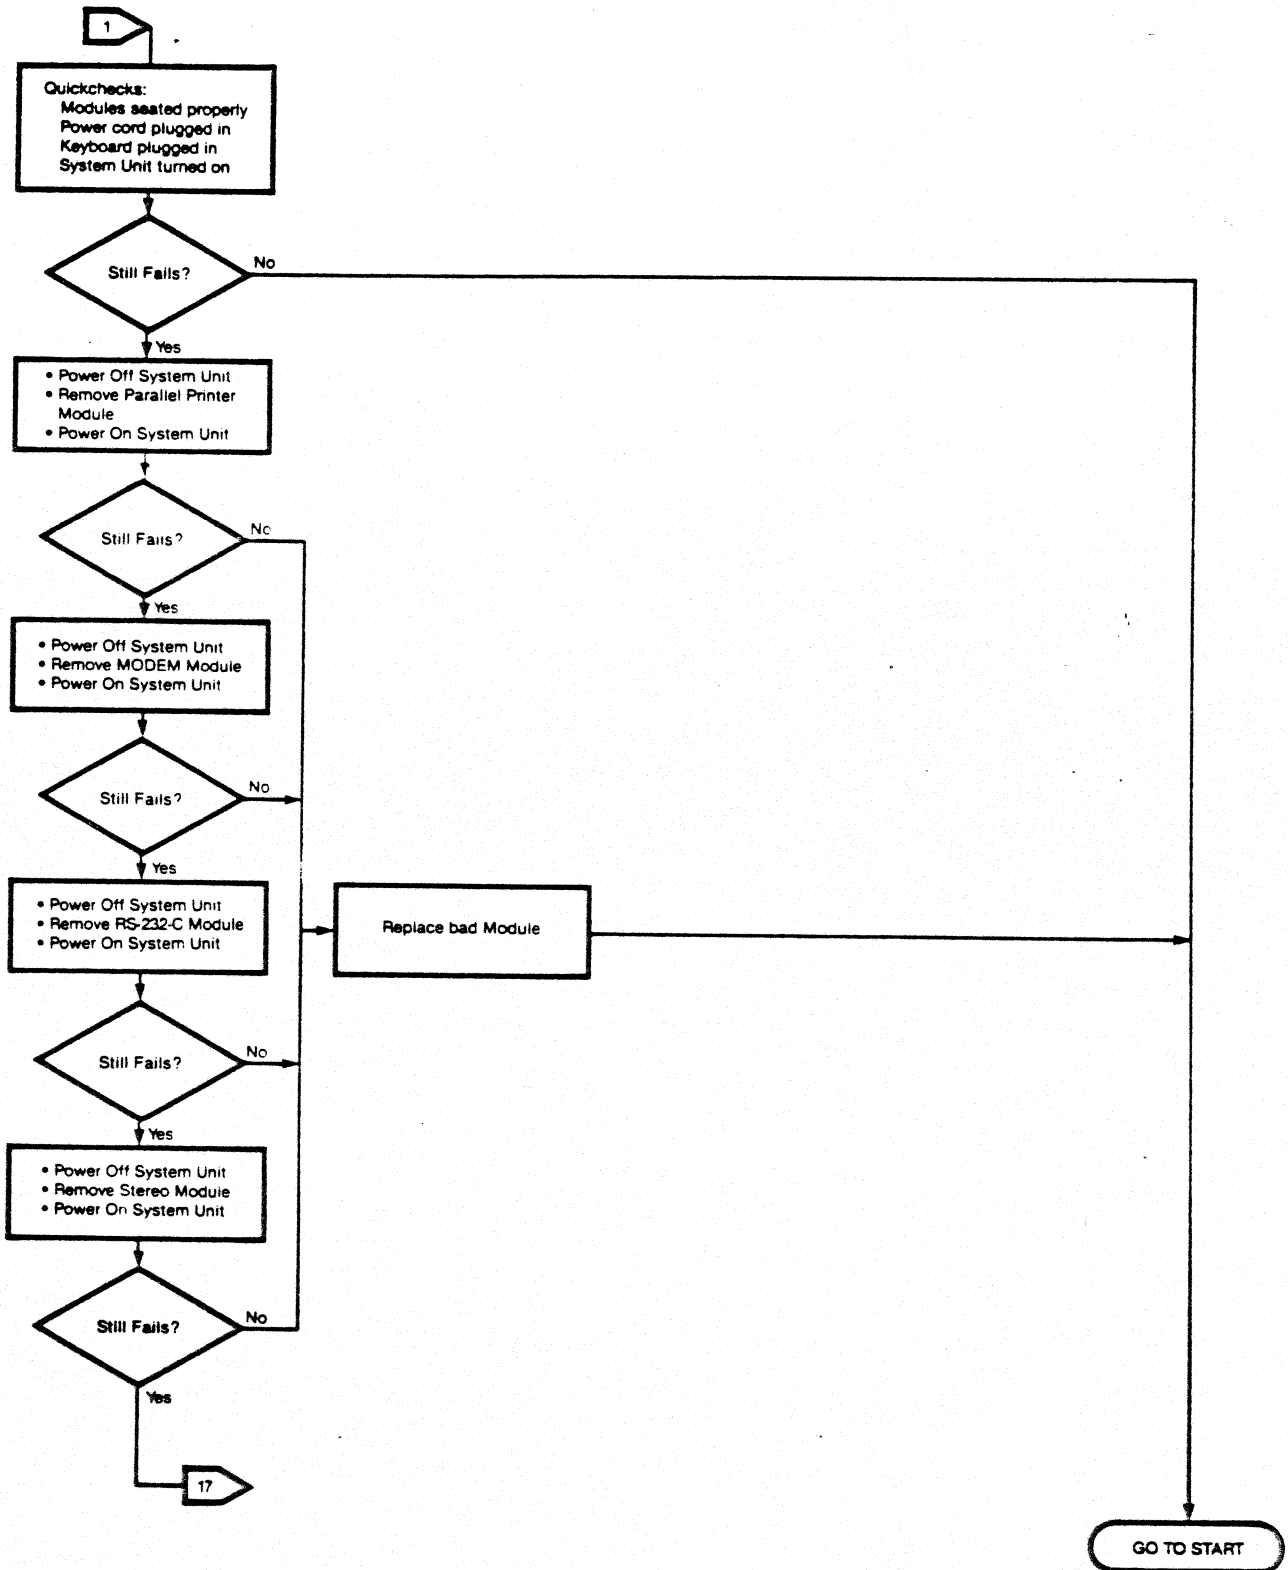 1
Quickchecks:
Modules seated properly
Power cord plugged in
Keyboard plugged in
System Unit turned on
Still Fails?
No
Yes
• Power Off System Unit
• Remove Parallel Printer
Module
• Power On System Unit
Still Fails?
No
Yes
• Power Off System Unit
• Remove MODEM Module
• Power On System Unit
Still Fails?
No
Yes
• Power Off System Unit
• Remove RS-232-C Module
• Power On System Unit
Replace bad Module
Still Fails?
No
Yes
• Power Off System Unit
• Remove Stereo Module
• Power On System Unit
Still Fails?
No
Yes
17
GO TO START